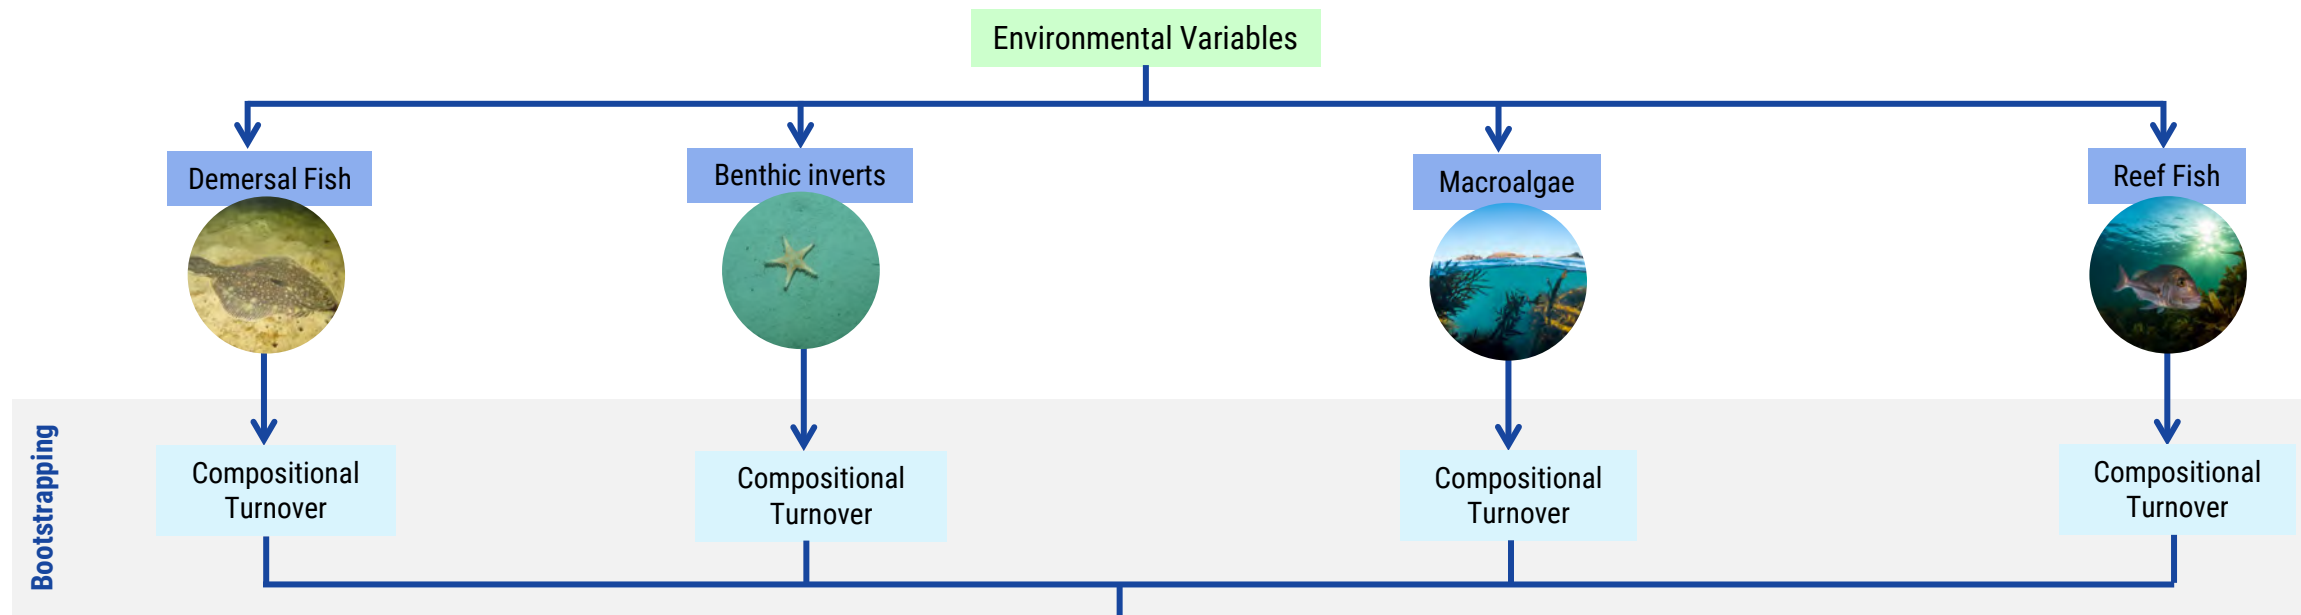 Environmental Variables
Demersal Fish
Benthic inverts
Macroalgae
Reef Fish
Bootstrapping
Compositional
Turnover
Compositional
Turnover
Compositional
Turnover
Compositional
Turnover